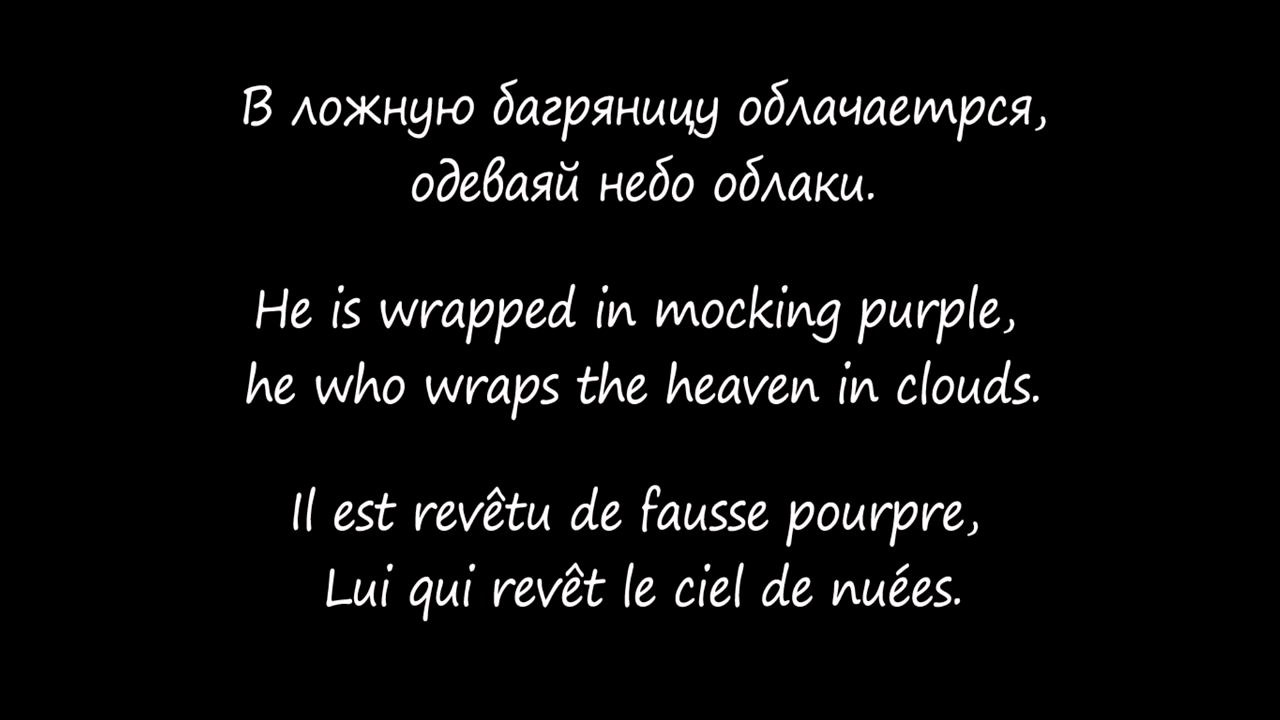 В ложную багряницу облачаетрся,
одеваяй небо облаки.
He is wrapped in mocking purple,
he who wraps the heaven in clouds.
Il est revêtu de fausse pourpre,
Lui qui revêt le ciel de nuées.